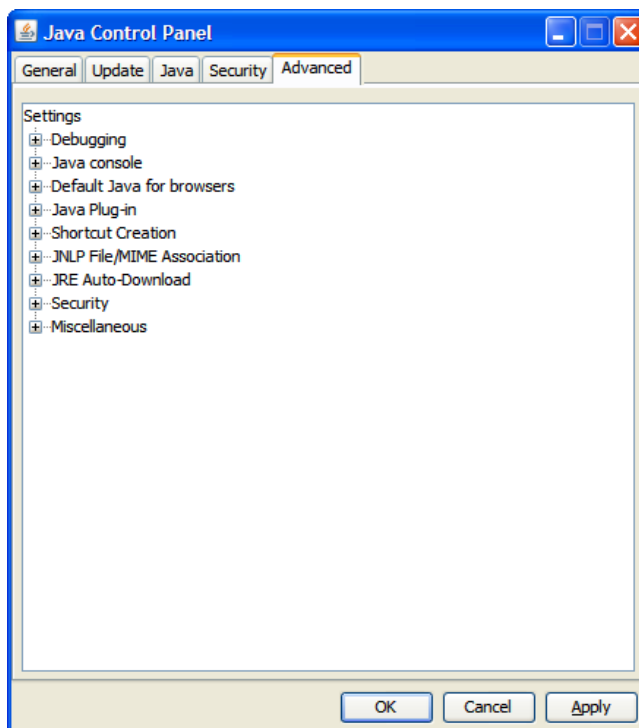 Java Control Panel
General Update Java Security Advanced
Settings
Debugging
Java console
Default Java for browsers
Java Plug-in
Shortcut Creation
JNLP File/MIME Association
JRE Auto-Download
Security
Miscellaneous
OK Cancel Apply